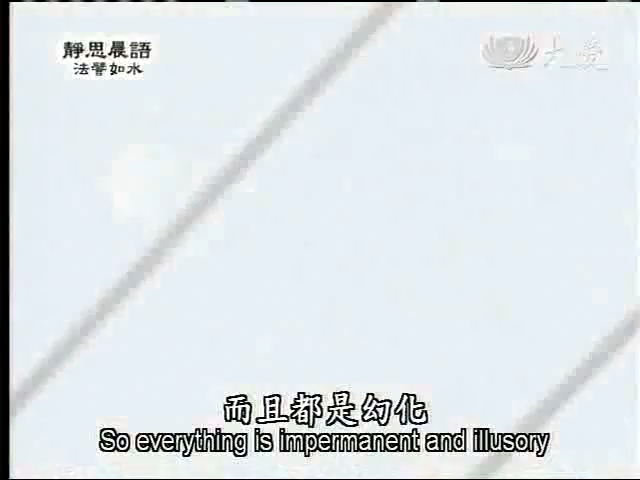 靜思晨語
法譬如水
大愛
而且都是幻化
So everything is impermanent and illusory